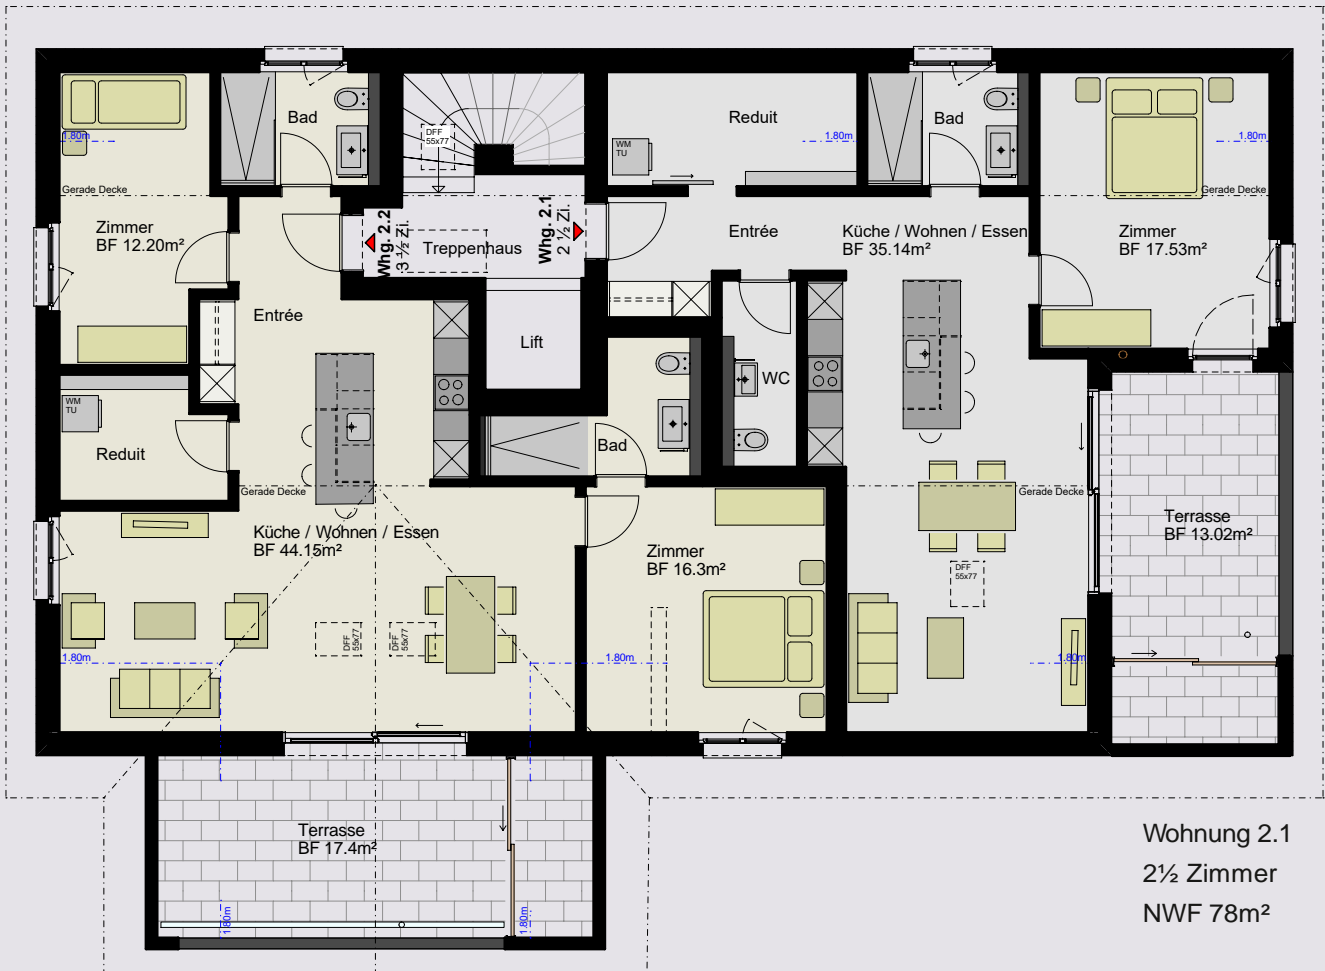 Bad
DFF
55x77
Reduit
WM
TU
1.80m
Bad
1.80m
1.80m
Gerade Decke
Gerade Decke
Zimmer
BF 12.20m²
Whg. 2.2
3 ½ Zi.
Treppenhaus
Whg. 2.1
2 ½ Zi.
Entrée
Küche / Wohnen / Essen
BF 35.14m²
Zimmer
BF 17.53m²
Entrée
Lift
WC
WM
TU
Reduit
Bad
Gerade Decke
Gerade Decke
Küche / Wohnen / Essen
BF 44.15m²
Zimmer
BF 16.3m²
Terrasse
BF 13.02m²
DFF
55x77
DFF
55x77
DFF
55x77
1.80m
1.80m
1.80m
Terrasse
BF 17.4m²
1.80m
1.80m
Wohnung 2.1
2½ Zimmer
NWF 78m²